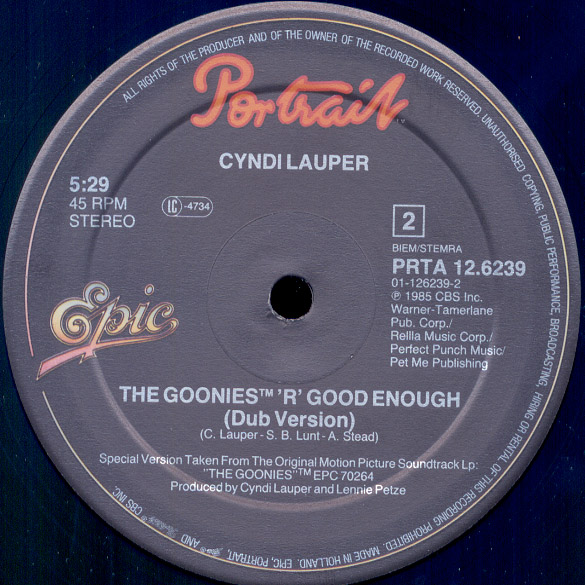 ALL RIGHTS OF THE PRODUCER AND OF THE OWNER OF THE RECORDED WORK RESERVED. UNAUTHORISED COPYING, PUBLIC PERFORMANCE, BROADCASTING, HIRING OR RENTAL OF THIS RECORDING PROHIBITED. MADE IN HOLLAND. EPIC, PORTRAIT, AND CBS INC.
Portrait
CYNDI LAUPER
5:29
45 RPM
STEREO
LC -4734
2
BIEM/STEMRA
PRTA 12.6239
01-126239-2
℗ 1985 CBS Inc.
Warner-Tamerlane
Pub. Corp./
Rellla Music Corp./
Perfect Punch Music/
Pet Me Publishing
Epic
THE GOONIES™ 'R' GOOD ENOUGH
(Dub Version)
(C. Lauper - S. B. Lunt - A. Stead)
Special Version Taken From The Original Motion Picture Soundtrack Lp:
"THE GOONIES"™ EPC 70264
Produced by Cyndi Lauper and Lennie Petze